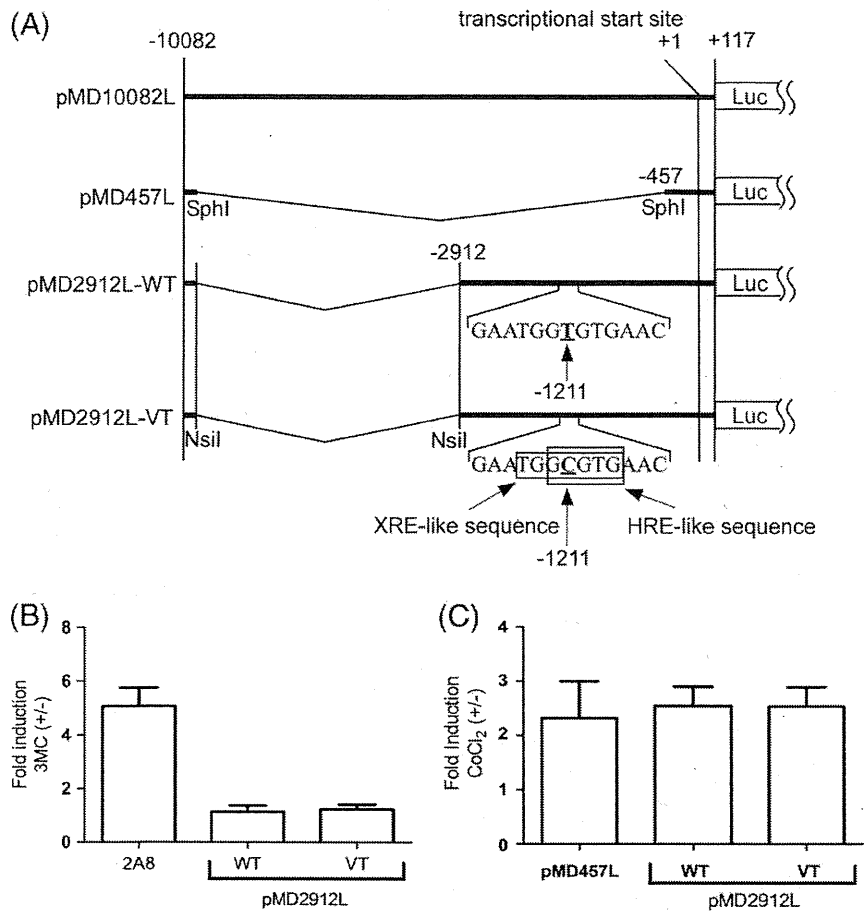 (A)
transcriptional start site
-10082
+1
+117
pMD10082L
Luc
pMD457L
SphI
-457
SphI
Luc
-2912
pMD2912L-WT
Luc
GAATGGTGTGAAC
-1211
pMD2912L-VT
NsiI
NsiI
Luc
GAATGGCGTGAAC
XRE-like sequence
HRE-like sequence
-1211
(B)
Fold induction
3MC (+/-)
8
6
4
2
0
2A8
WT
VT
pMD2912L
(C)
Fold Induction
CoCl₂ (+/-)
4
3
2
1
0
pMD457L
WT
VT
pMD2912L